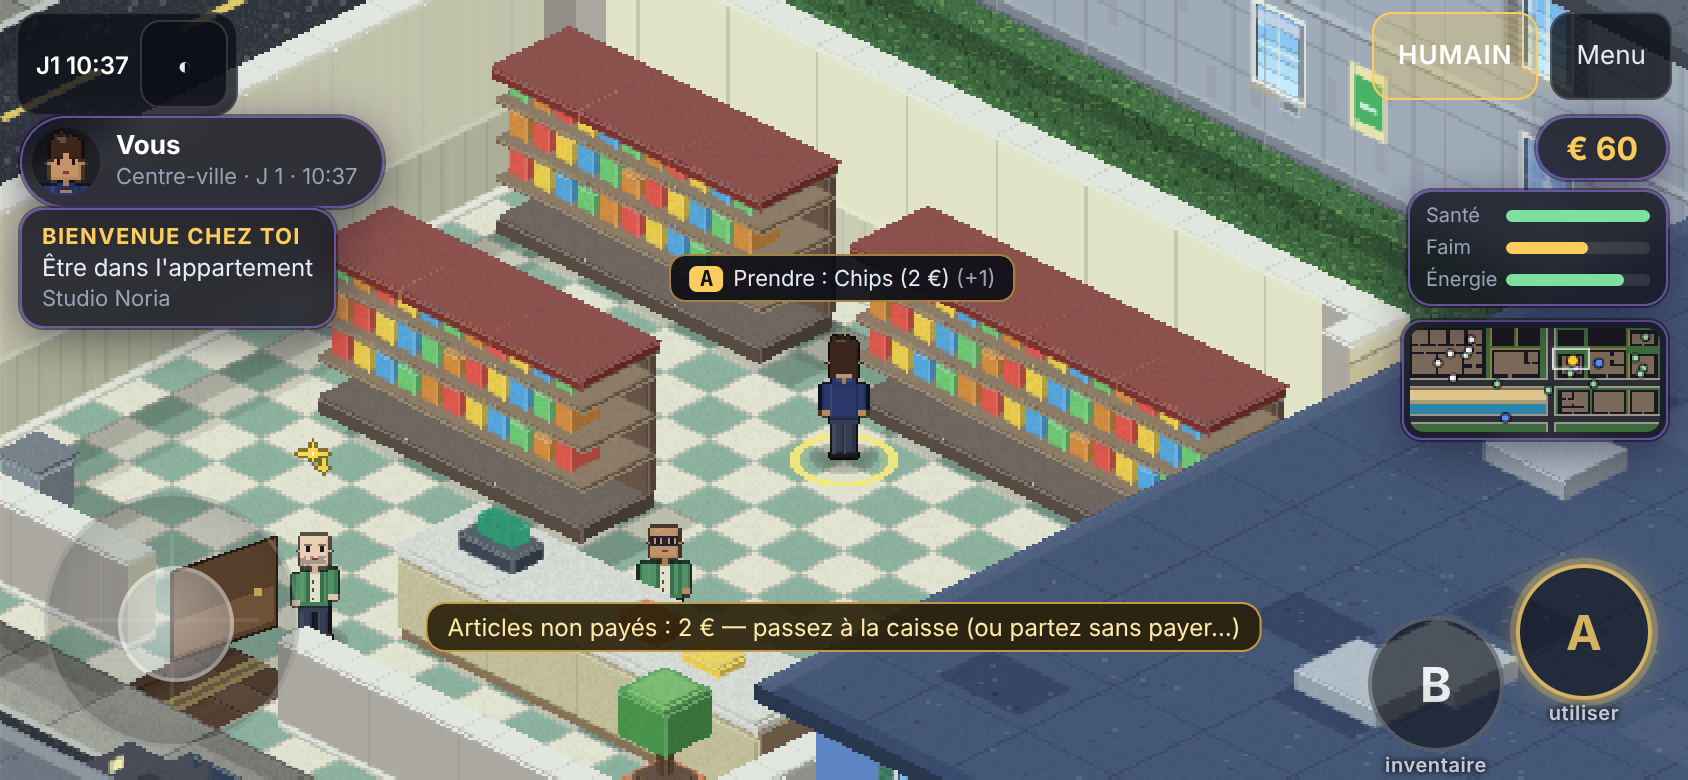 J1 10:37
HUMAIN
Menu
Vous
Centre-ville · J 1 · 10:37
€ 60
BIENVENUE CHEZ TOI
Être dans l'appartement
Studio Noria
Santé
Faim
Énergie
A Prendre : Chips (2 €) (+1)
Articles non payés : 2 € — passez à la caisse (ou partez sans payer…)
A
utiliser
B
inventaire